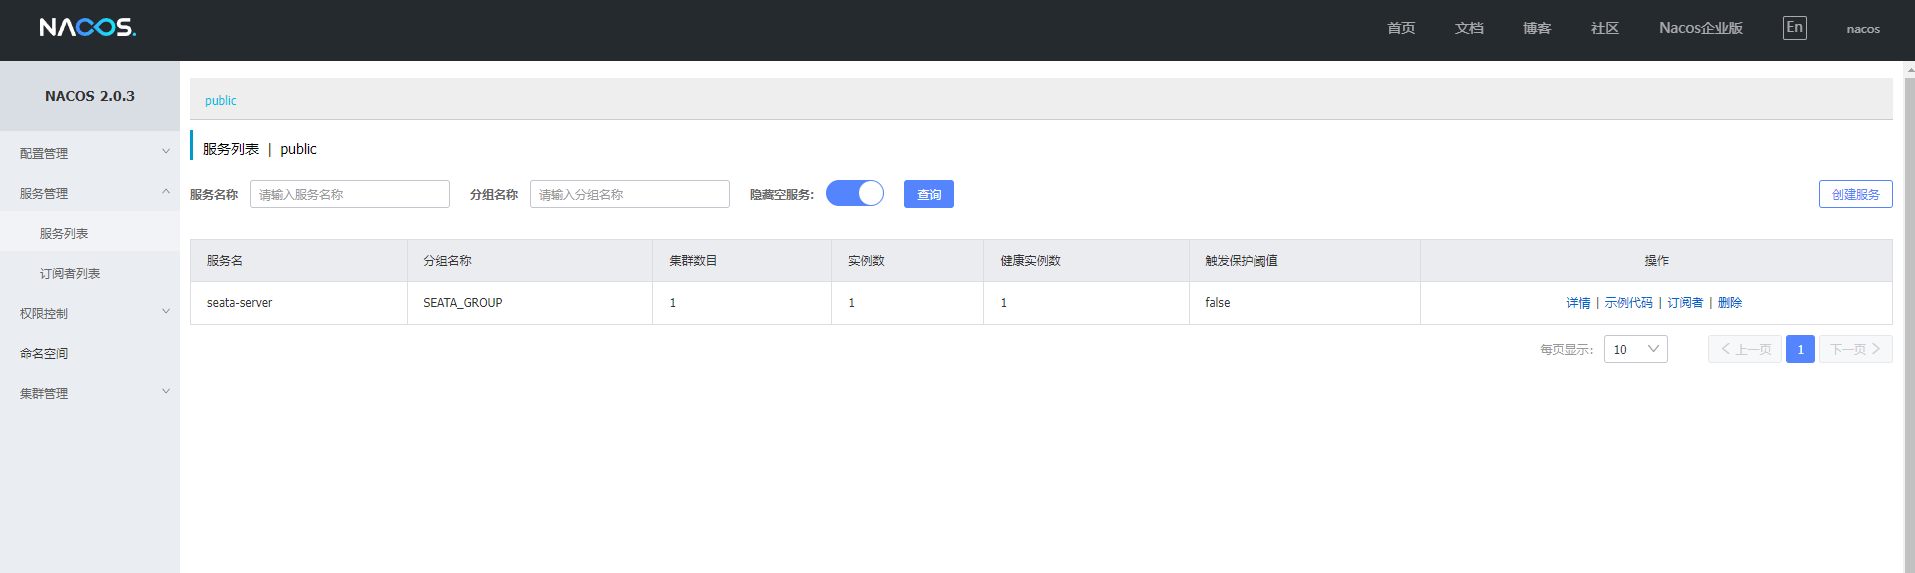 NACOS. 首页 文档 博客 社区 Nacos企业版 En nacos
NACOS 2.0.3
配置管理
服务管理
服务列表
订阅者列表
权限控制
命名空间
集群管理
public
服务列表 | public
服务名称 请输入服务名称 分组名称 请输入分组名称 隐藏空服务: 查询 创建服务
服务名 分组名称 集群数目 实例数 健康实例数 触发保护阈值 操作
seata-server SEATA_GROUP 1 1 1 false 详情 | 示例代码 | 订阅者 | 删除
每页显示: 10 上一页 1 下一页